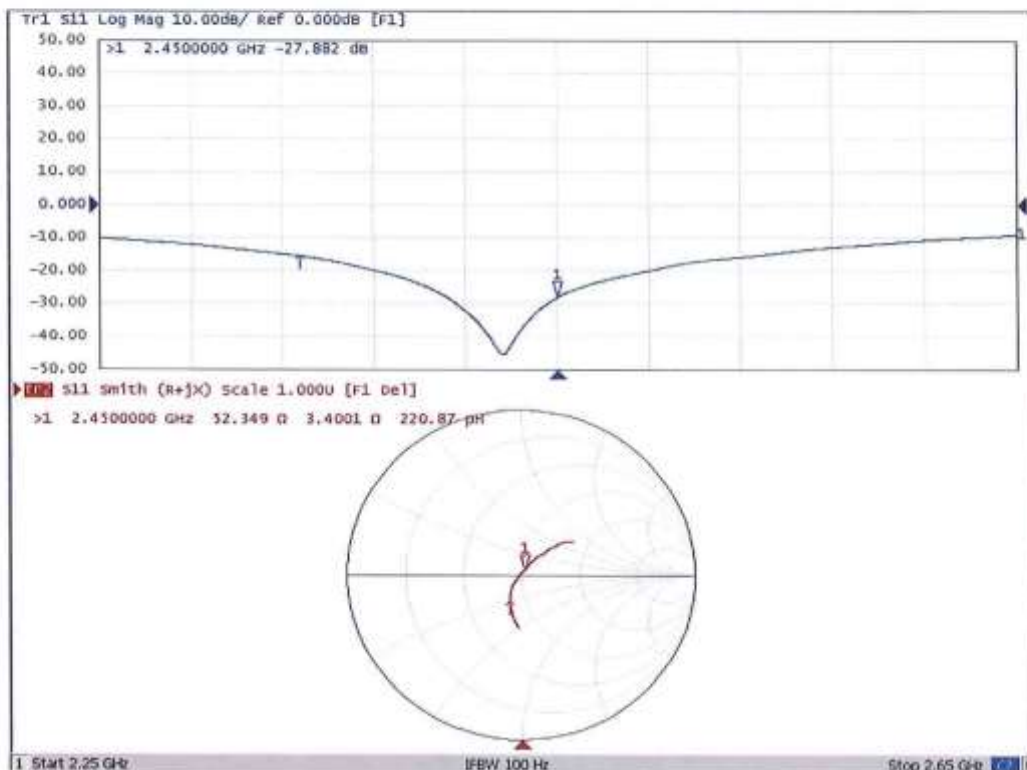 Tr1 S11 Log Mag 10.00dB/ Ref 0.000dB [F1]
50.00
>1 2.4500000 GHz -27.882 dB
40.00
30.00
20.00
10.00
0.000
-10.00
-20.00
1
-30.00
-40.00
-50.00
S11 Smith (R+jX) Scale 1.000U [F1 Del]
>1 2.4500000 GHz 52.349 Ω 3.4001 Ω 220.87 pH
1
1 Start 2.25 GHz IFBW 100 Hz Stop 2.65 GHz